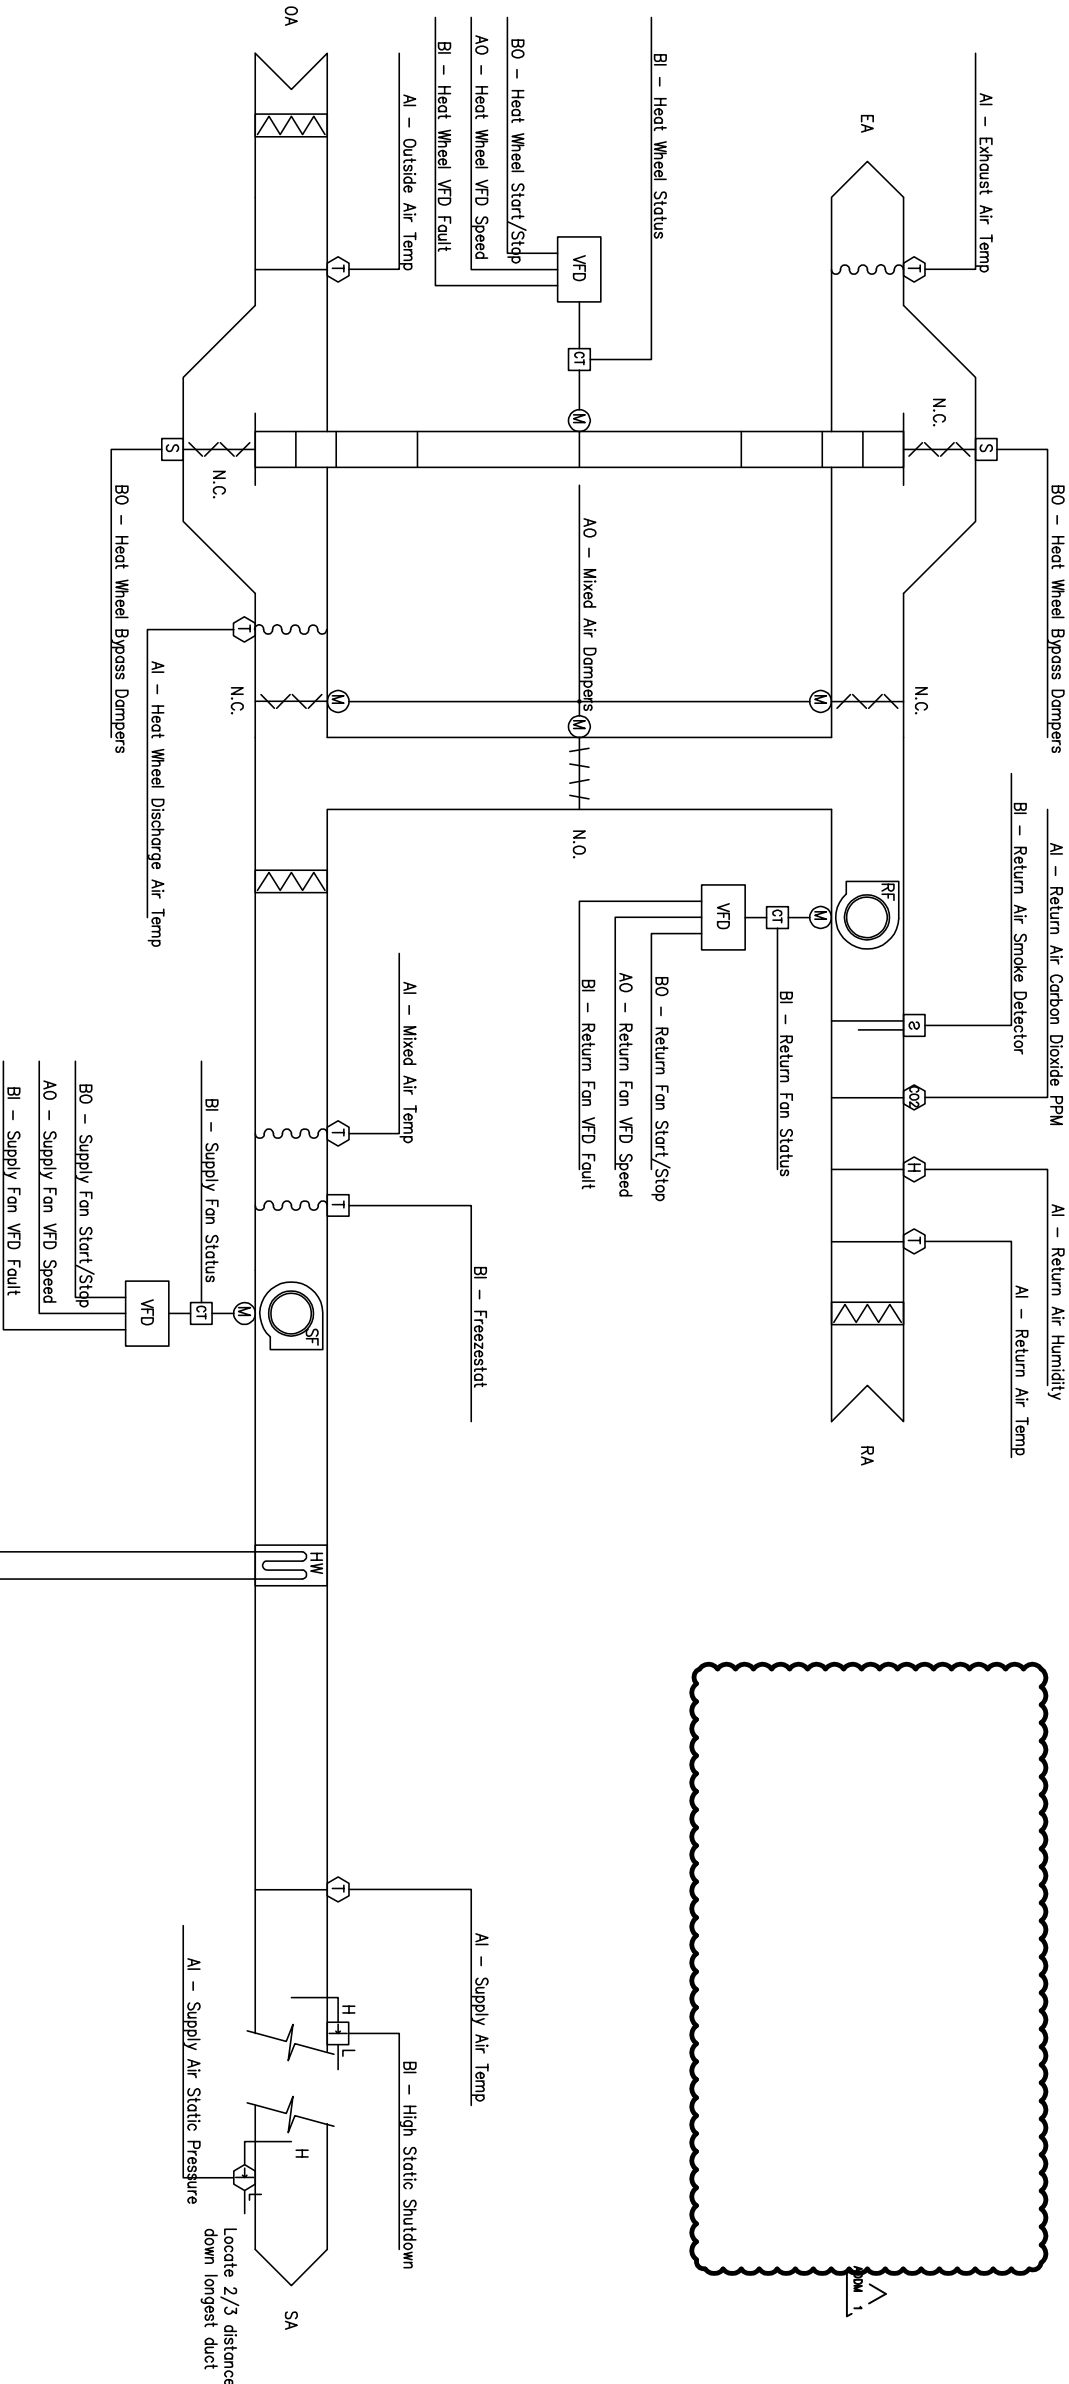 AI - Exhaust Air Temp
EA
BI - Heat Wheel Status
BO - Heat Wheel Start/Stop
AO - Heat Wheel VFD Speed
BI - Heat Wheel VFD Fault
AI - Outside Air Temp
OA
T
VFD
CT
M
T
N.C.
S
BO - Heat Wheel Bypass Dampers
S
N.C.
BO - Heat Wheel Bypass Dampers
AO - Mixed Air Dampers
T
AI - Heat Wheel Discharge Air Temp
N.C.
M
M
N.C.
M
N.O.
RF
M
CT
VFD
BI - Return Fan Status
BO - Return Fan Start/Stop
AO - Return Fan VFD Speed
BI - Return Fan VFD Fault
S
BI - Return Air Smoke Detector
CO2
AI - Return Air Carbon Dioxide PPM
H
AI - Return Air Humidity
T
AI - Return Air Temp
RA
AI - Mixed Air Temp
T
T
BI - Freezestat
SF
M
CT
VFD
BI - Supply Fan Status
BO - Supply Fan Start/Stop
AO - Supply Fan VFD Speed
BI - Supply Fan VFD Fault
HW
T
AI - Supply Air Temp
H
L
BI - High Static Shutdown
H
L
AI - Supply Air Static Pressure
Locate 2/3 distance
down longest duct
SA
ADDM 1